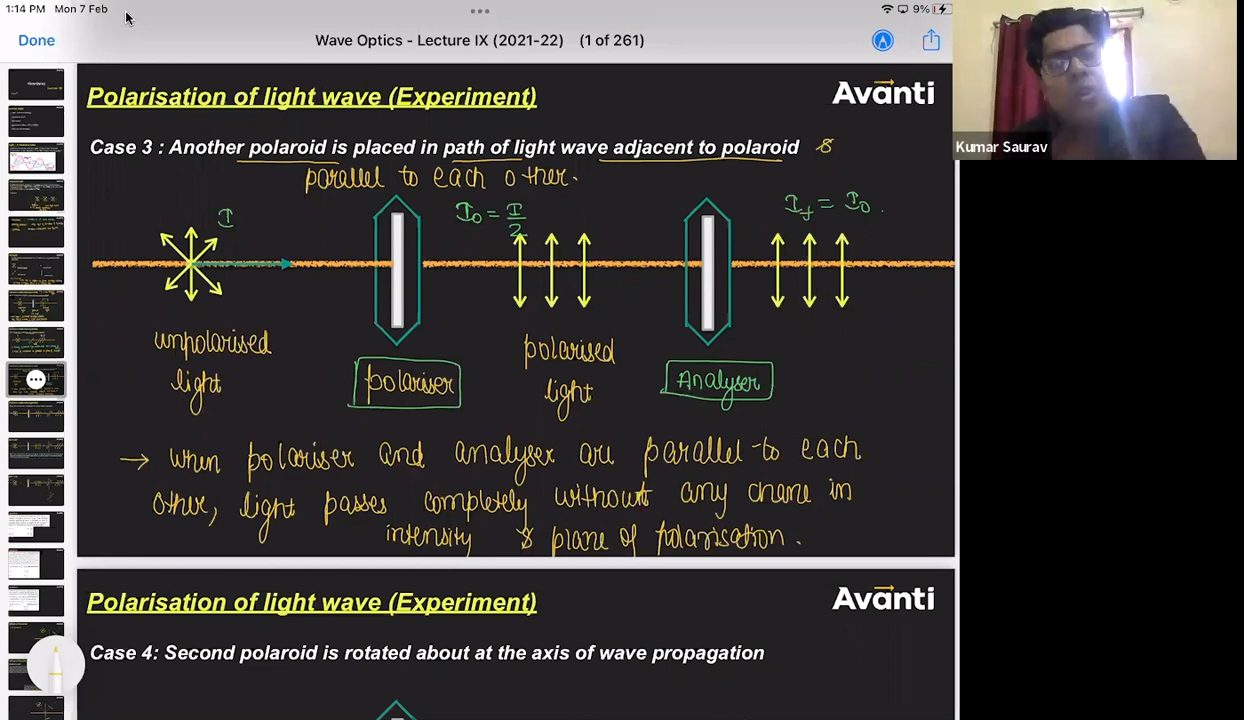 1:14 PM Mon 7 Feb
9%
Done
Wave Optics - Lecture IX (2021-22) (1 of 261)
Polarisation of light wave (Experiment)
Avanti
Kumar Saurav
Case 3 : Another polaroid is placed in path of light wave adjacent to polaroid &
parallel to each other.
I
I₀ = I/2
I_f = I₀.
unpolarised
light
polariser
polarised
light
Analyser
→ when polariser and analyser are parallel to each
other, light passes completely without any chane in
intensity & plane of polarisation.
Polarisation of light wave (Experiment)
Avanti
Case 4: Second polaroid is rotated about at the axis of wave propagation